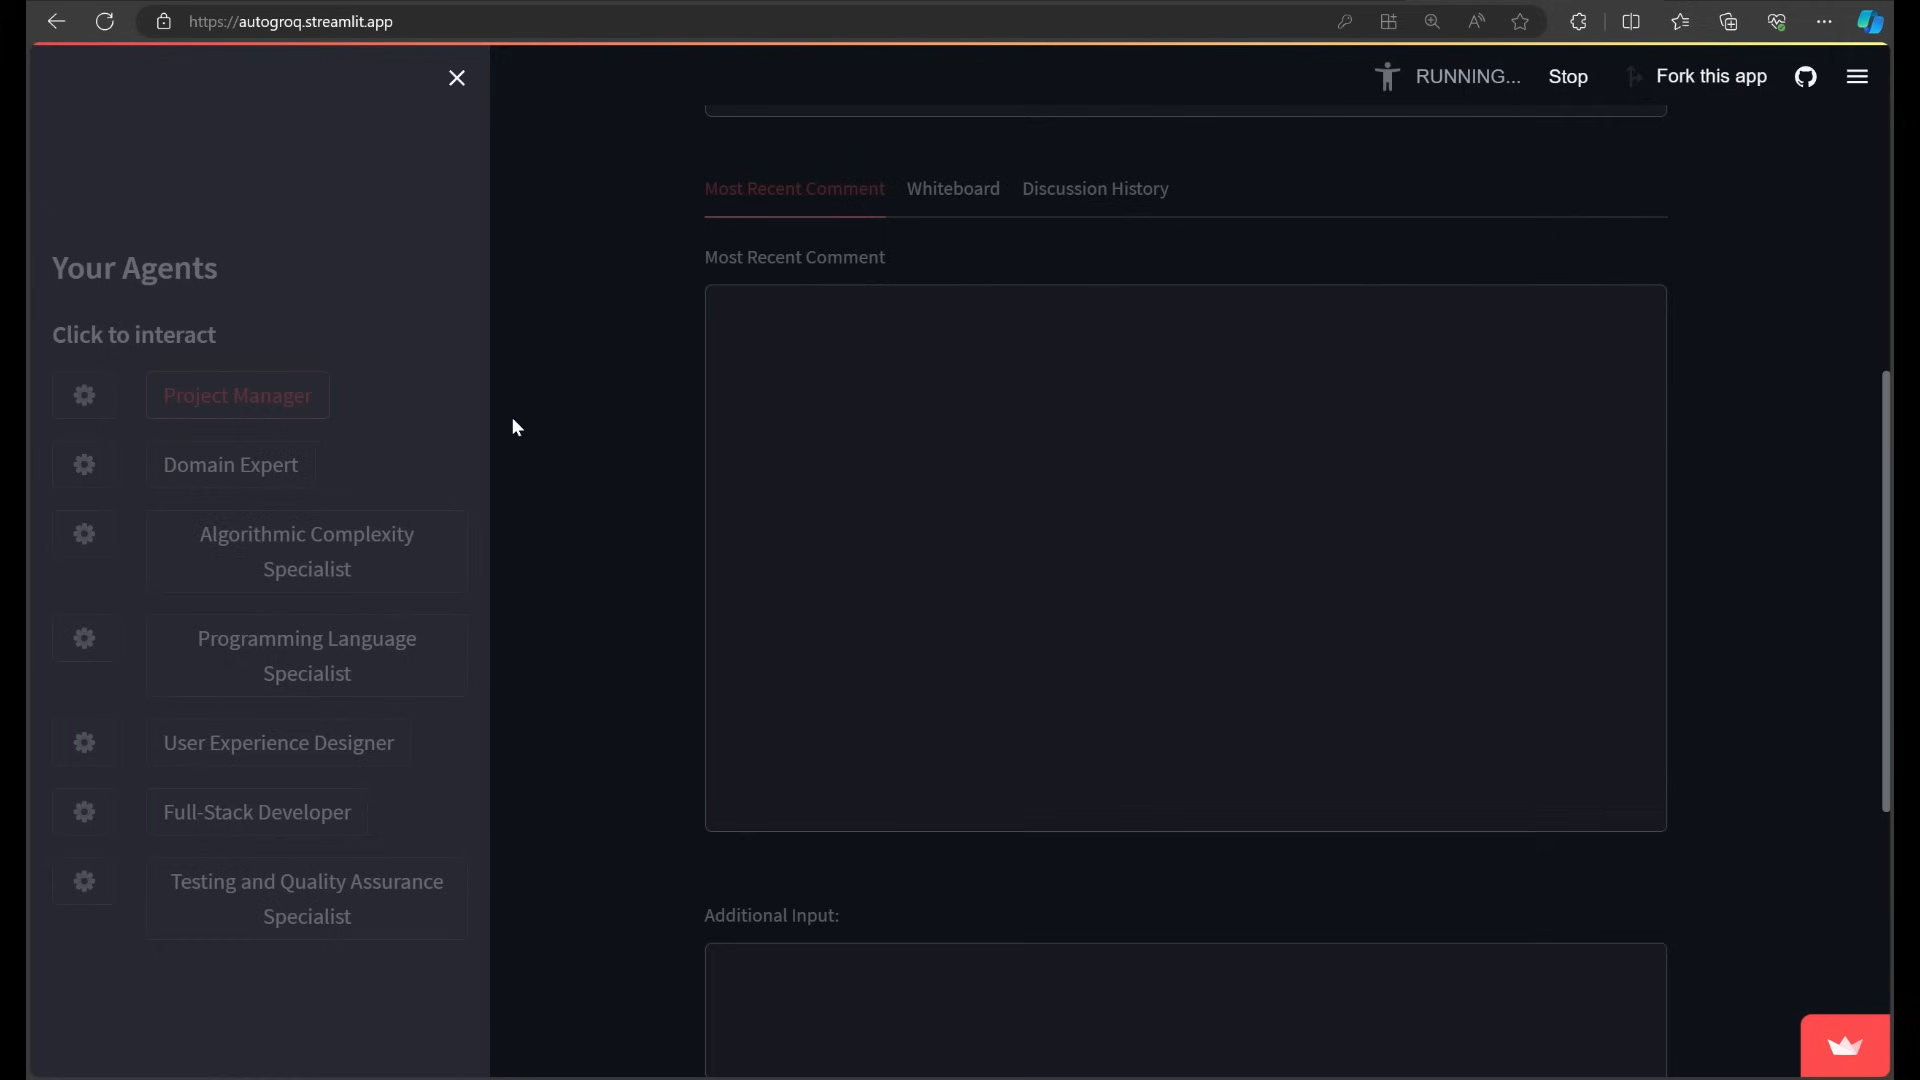 https://autogroq.streamlit.app
RUNNING...
Stop
Fork this app
Your Agents
Click to interact
Project Manager
Domain Expert
Algorithmic Complexity
Specialist
Programming Language
Specialist
User Experience Designer
Full-Stack Developer
Testing and Quality Assurance
Specialist
Most Recent Comment
Whiteboard
Discussion History
Most Recent Comment
Additional Input: